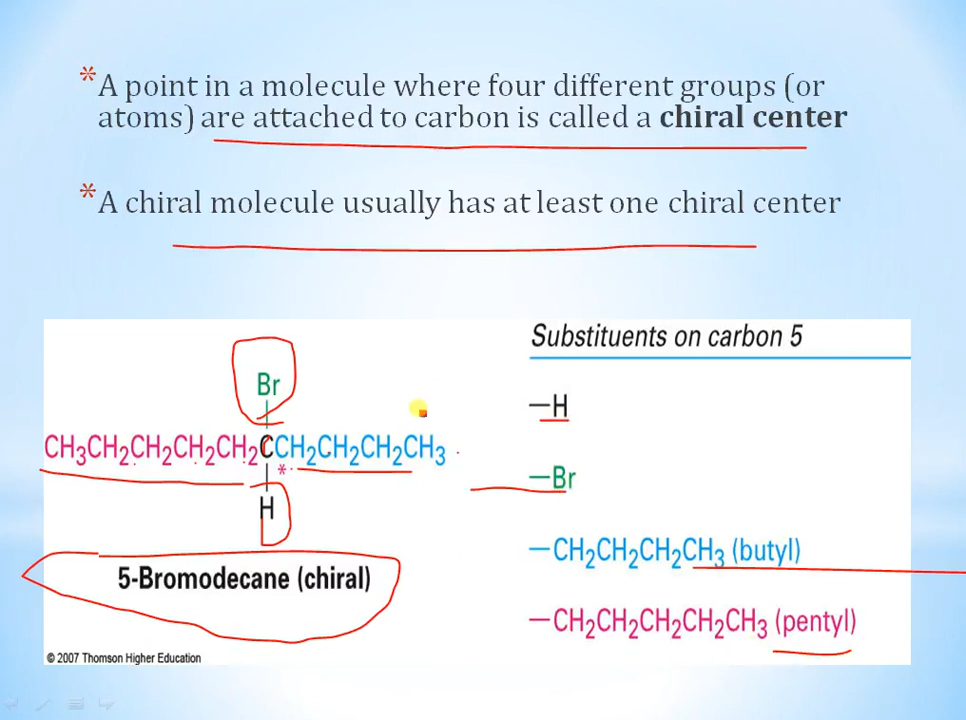 * A point in a molecule where four different groups (or
atoms) are attached to carbon is called a chiral center
* A chiral molecule usually has at least one chiral center
Substituents on carbon 5
Br
—H
CH₃CH₂CH₂CH₂CH₂CCH₂CH₂CH₂CH₃
*
—Br
H
—CH₂CH₂CH₂CH₃ (butyl)
5-Bromodecane (chiral)
—CH₂CH₂CH₂CH₂CH₃ (pentyl)
© 2007 Thomson Higher Education